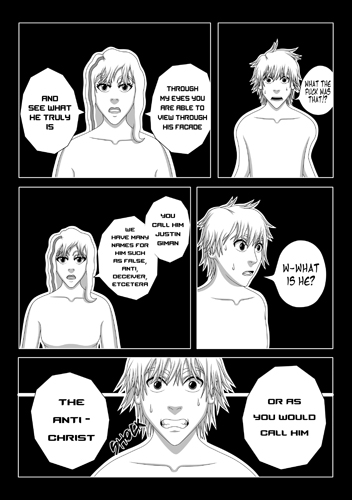 WHAT THE
FUCK WAS
THAT!?
THROUGH
MY EYES YOU
ARE ABLE TO
VIEW THROUGH
HIS FACADE
AND
SEE WHAT
HE TRULY
IS
W-WHAT
IS HE?
YOU
CALL HIM
JUSTIN
GIMAN
WE
HAVE MANY
NAMES FOR
HIM SUCH
AS FALSE,
ANTI,
DECEIVER,
ETCETERA
OR AS
YOU WOULD
CALL HIM
SHOCK
THE
ANTI -
CHRIST